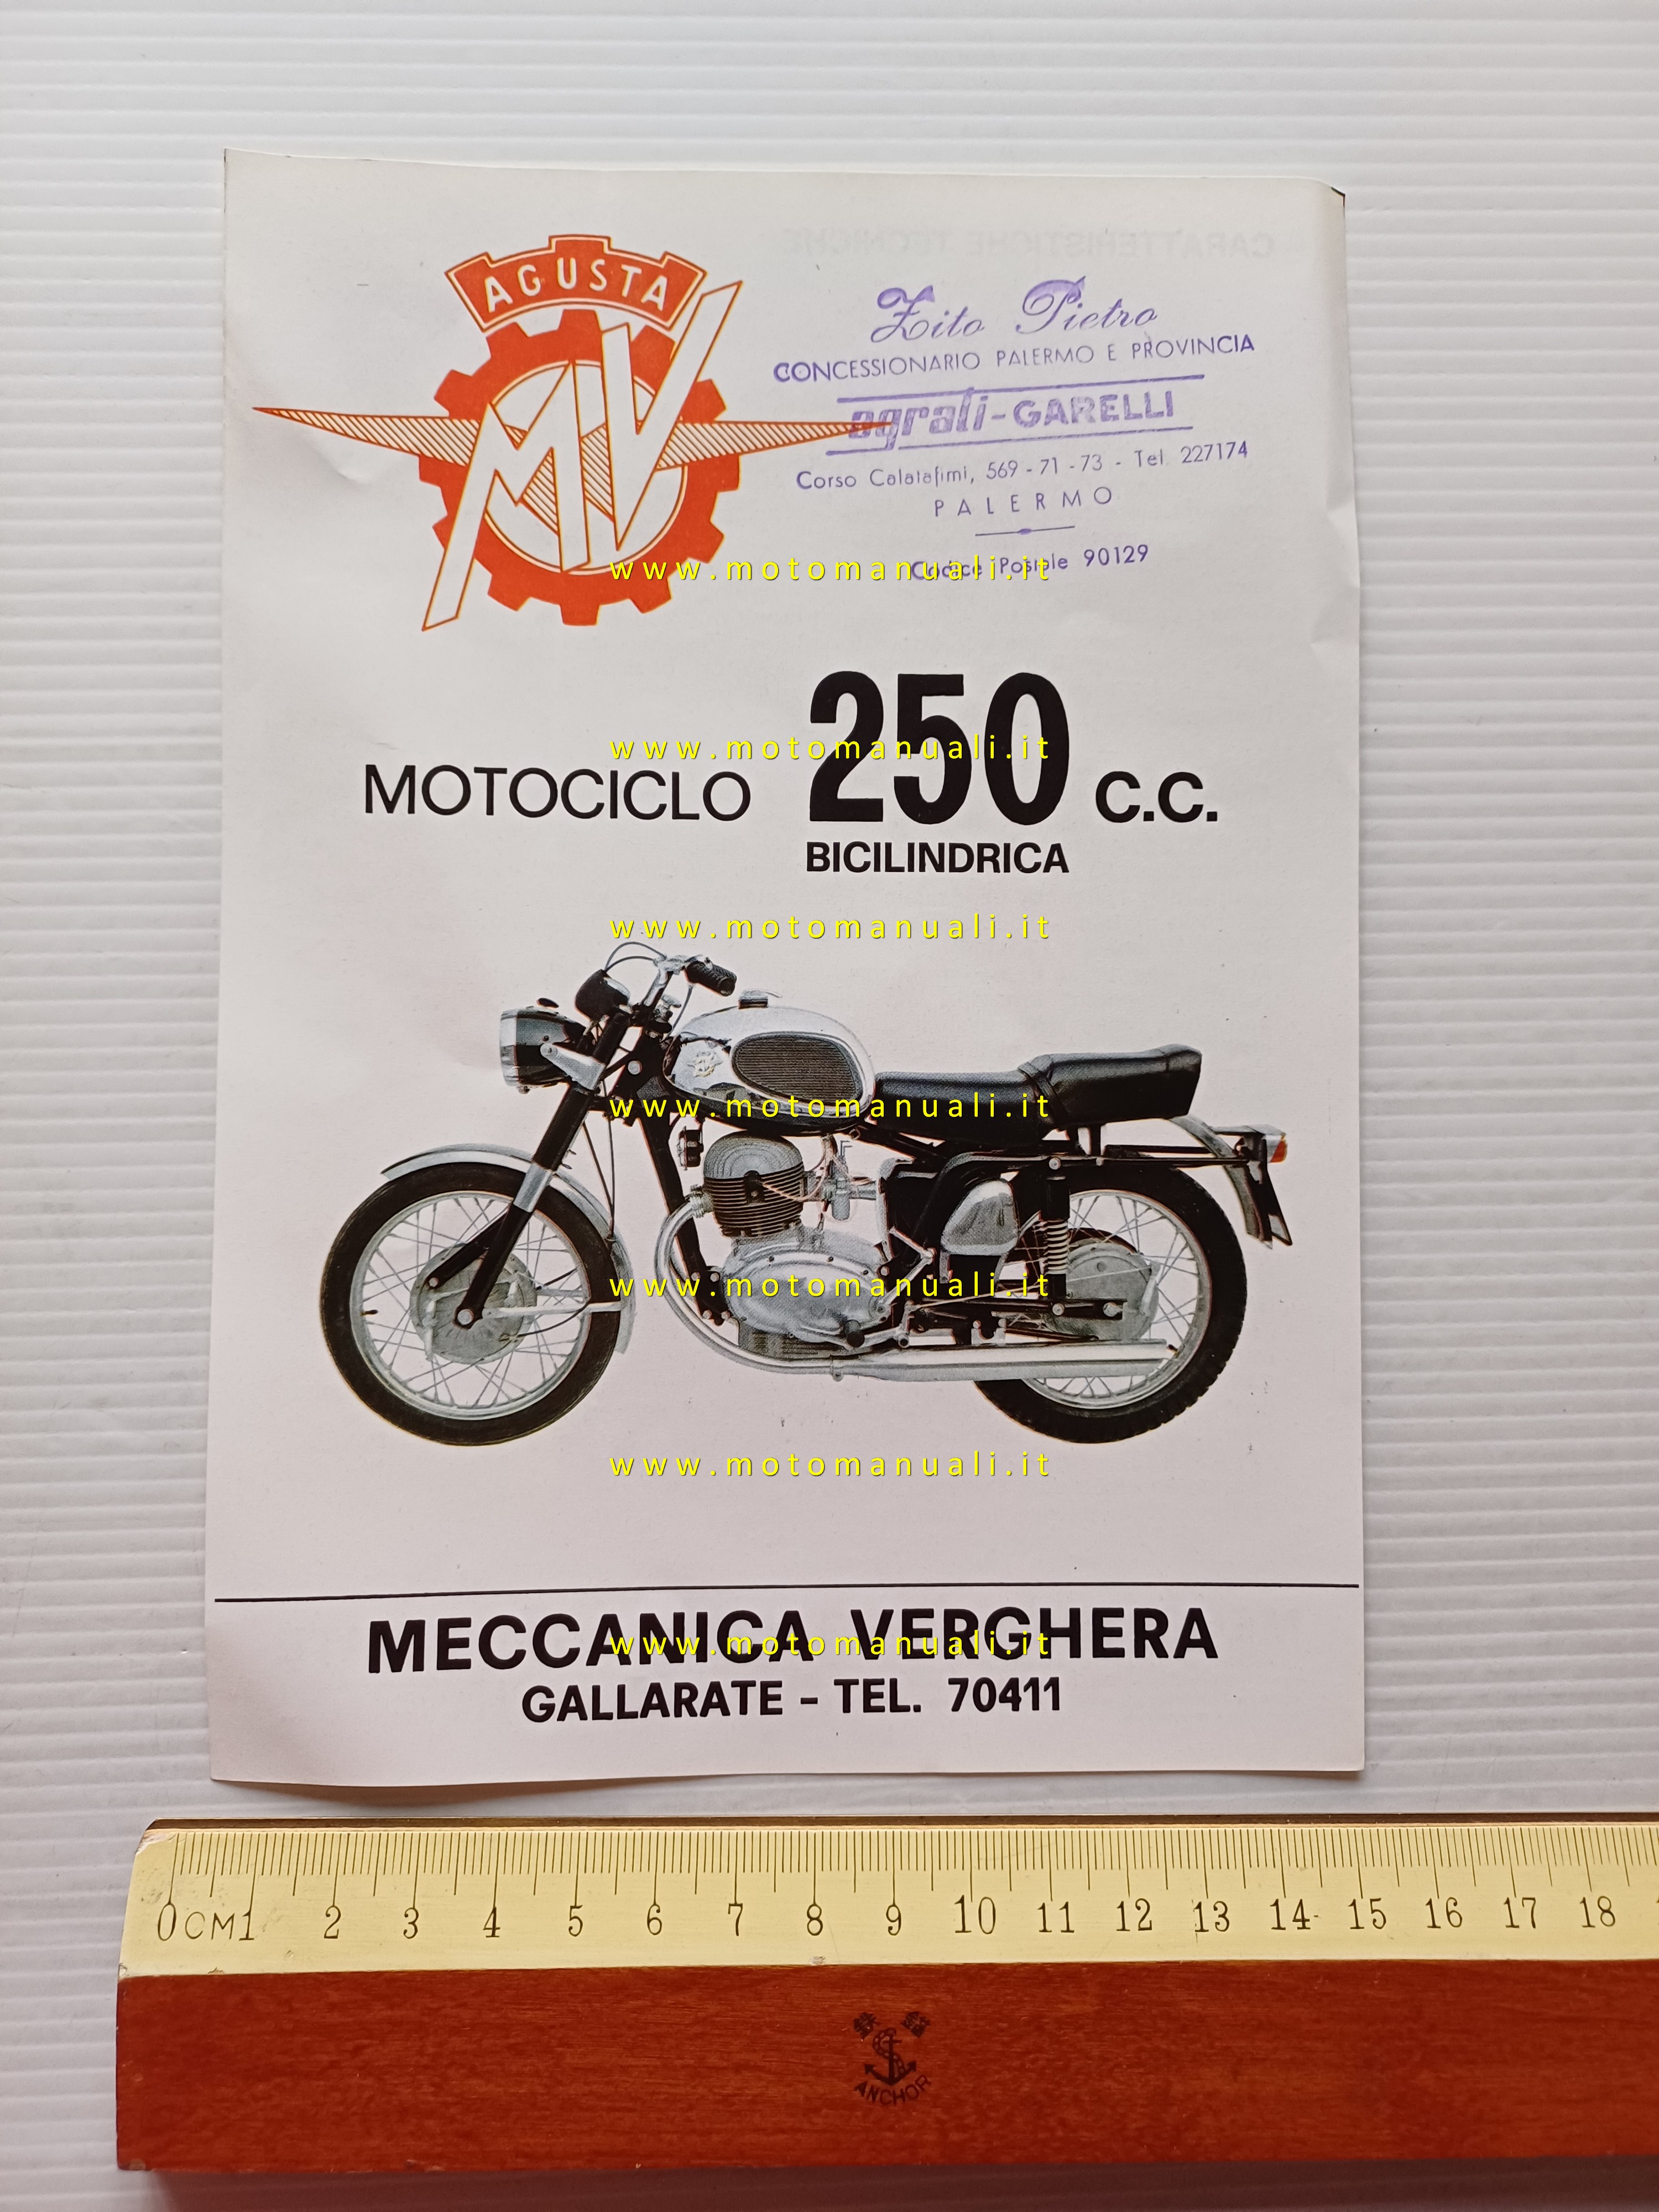 AGUSTA
MV
CARATTERISTICHE TECNICHE
Zito Pietro
CONCESSIONARIO PALERMO E PROVINCIA
agrati-GARELLI
Corso Calatafimi, 569 - 71 - 73 - Tel 227174
PALERMO
Codice Postale 90129
www.motomanuali.it
MOTOCICLO 250 C.C.
www.motomanuali.it
BICILINDRICA
www.motomanuali.it
www.motomanuali.it
www.motomanuali.it
www.motomanuali.it
MECCANICA VERGHERA
www.motomanuali.it
GALLARATE - TEL. 70411
0CM1 2 3 4 5 6 7 8 9 10 11 12 13 14 15 16 17 18
ANCHOR